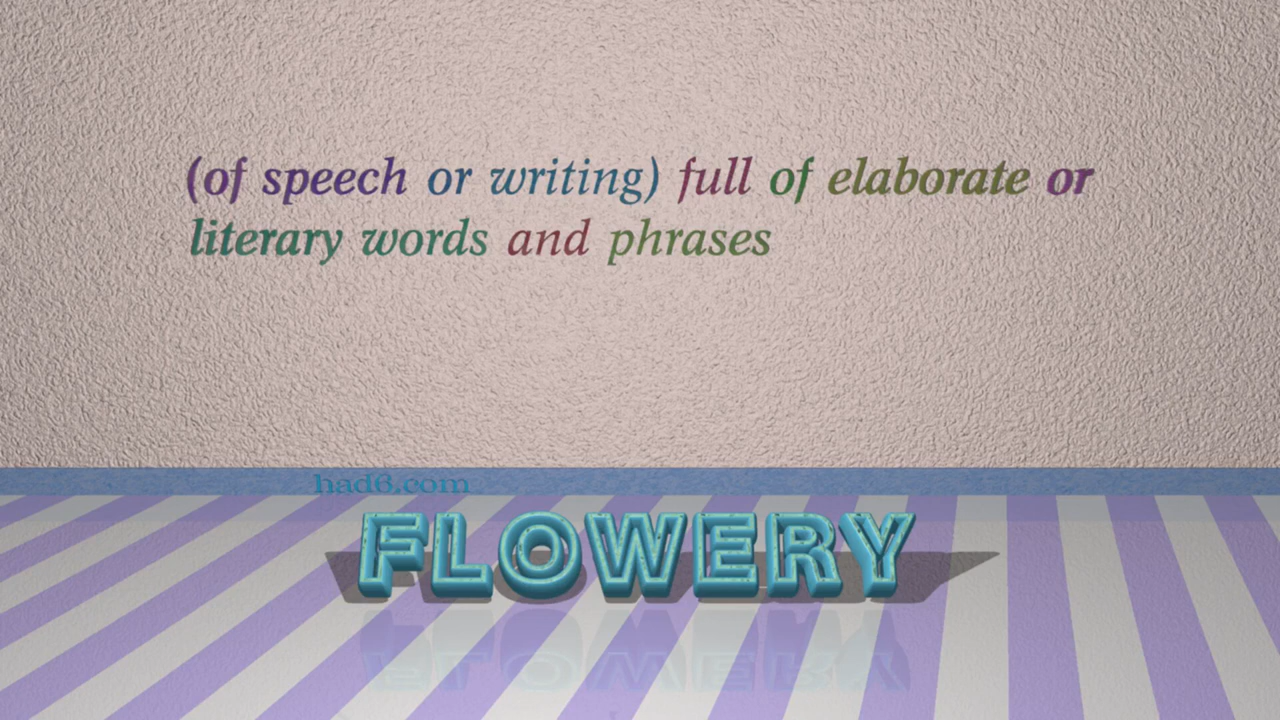 (of speech or writing) full of elaborate or
literary words and phrases
had6.com
FLOWERY